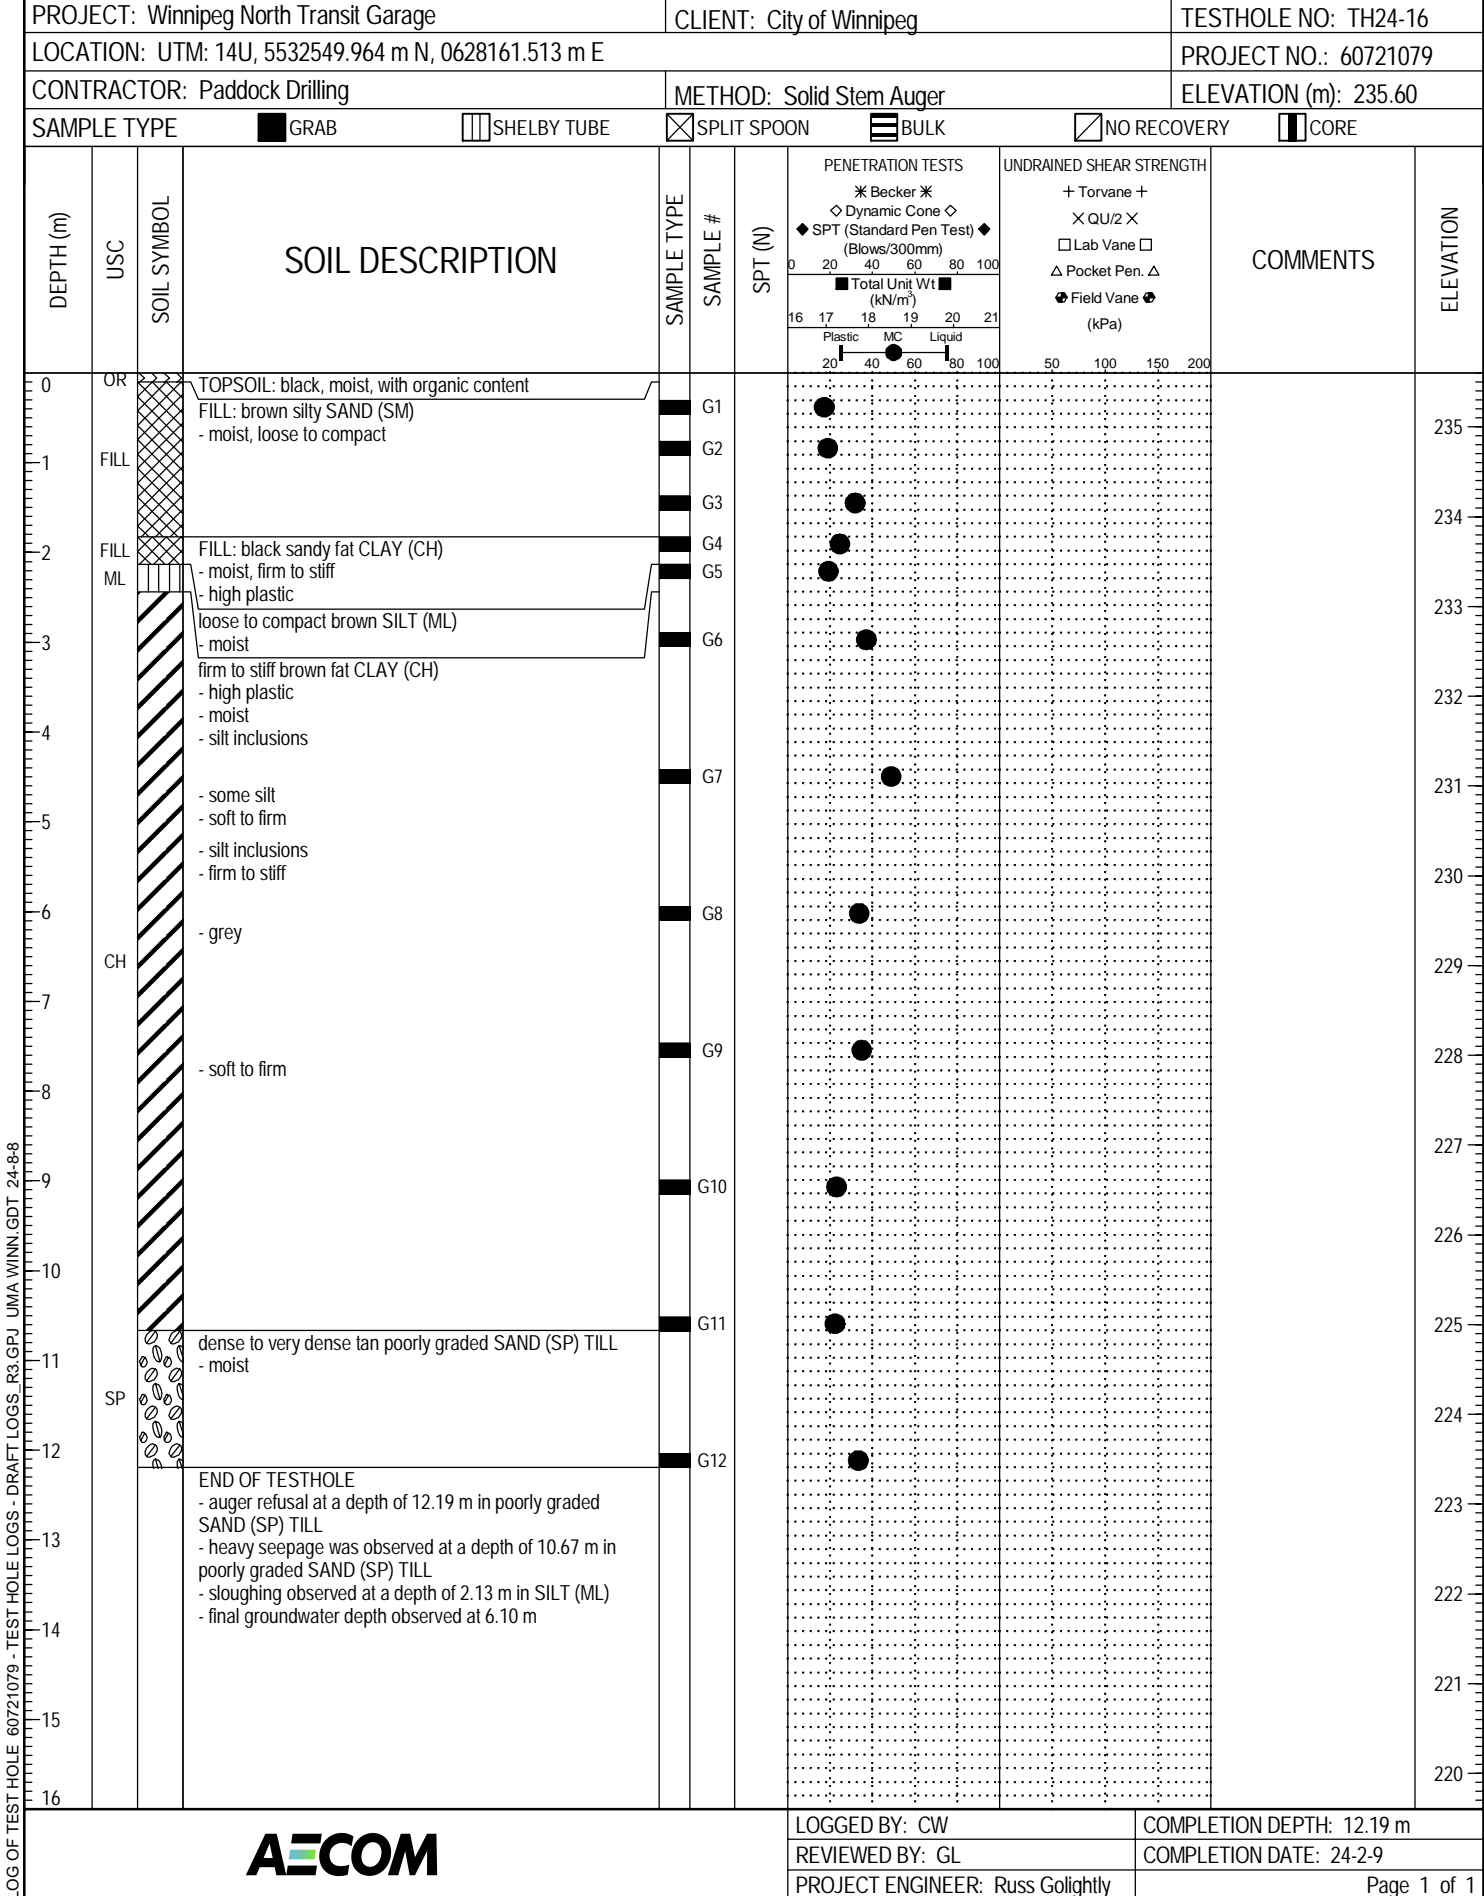 PROJECT: Winnipeg North Transit Garage
CLIENT: City of Winnipeg
TESTHOLE NO: TH24-16
LOCATION: UTM: 14U, 5532549.964 m N, 0628161.513 m E
PROJECT NO.: 60721079
CONTRACTOR: Paddock Drilling
METHOD: Solid Stem Auger
ELEVATION (m): 235.60
SAMPLE TYPE
GRAB
SHELBY TUBE
SPLIT SPOON
BULK
NO RECOVERY
CORE
DEPTH (m)
USC
SOIL SYMBOL
SOIL DESCRIPTION
SAMPLE TYPE
SAMPLE #
SPT (N)
PENETRATION TESTS
Becker
Dynamic Cone
SPT (Standard Pen Test)
(Blows/300mm)
0 20 40 60 80 100
Total Unit Wt
(kN/m³)
16 17 18 19 20 21
Plastic MC Liquid
20 40 60 80 100
UNDRAINED SHEAR STRENGTH
+ Torvane +
QU/2
Lab Vane
Pocket Pen.
Field Vane
(kPa)
50 100 150 200
COMMENTS
ELEVATION
0
OR
TOPSOIL: black, moist, with organic content
FILL: brown silty SAND (SM)
G1
- moist, loose to compact
235
G2
1
FILL
G3
234
FILL: black sandy fat CLAY (CH)
G4
2
FILL
- moist, firm to stiff
G5
ML
- high plastic
233
loose to compact brown SILT (ML)
- moist
G6
3
firm to stiff brown fat CLAY (CH)
- high plastic
232
- moist
4
- silt inclusions
G7
231
- some silt
- soft to firm
5
- silt inclusions
- firm to stiff
230
6
G8
- grey
CH
229
7
G9
228
- soft to firm
8
227
9
G10
226
10
G11
225
dense to very dense tan poorly graded SAND (SP) TILL
- moist
11
SP
224
12
G12
END OF TESTHOLE
- auger refusal at a depth of 12.19 m in poorly graded
SAND (SP) TILL
223
13
- heavy seepage was observed at a depth of 10.67 m in
poorly graded SAND (SP) TILL
- sloughing observed at a depth of 2.13 m in SILT (ML)
222
- final groundwater depth observed at 6.10 m
14
221
15
220
16
LOG OF TEST HOLE 60721079 - TEST HOLE LOGS - DRAFT LOGS_R3.GPJ UMA WINN.GDT 24-8-8
AECOM
LOGGED BY: CW
COMPLETION DEPTH: 12.19 m
REVIEWED BY: GL
COMPLETION DATE: 24-2-9
PROJECT ENGINEER: Russ Golightly
Page 1 of 1